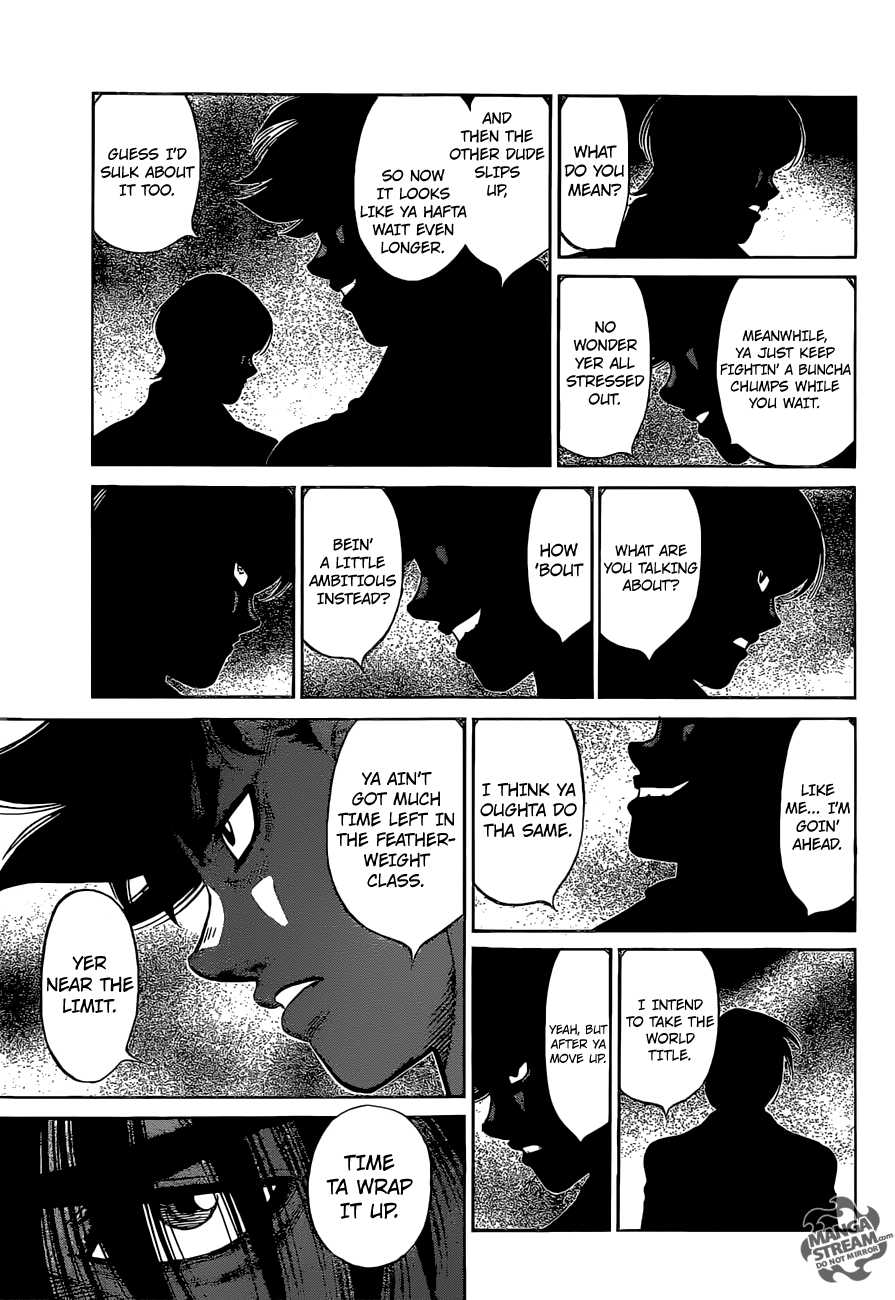 WHAT
DO YOU
MEAN?
AND
THEN THE
OTHER DUDE
SLIPS
UP,
SO NOW
IT LOOKS
LIKE YA HAFTA
WAIT EVEN
LONGER.
GUESS I'D
SULK ABOUT
IT TOO.
MEANWHILE,
YA JUST KEEP
FIGHTIN' A BUNCHA
CHUMPS WHILE
YOU WAIT.
NO
WONDER
YER ALL
STRESSED
OUT.
WHAT ARE
YOU TALKING
ABOUT?
HOW
'BOUT
BEIN'
A LITTLE
AMBITIOUS
INSTEAD?
LIKE
ME... I'M
GOIN'
AHEAD.
I THINK YA
OUGHTA DO
THA SAME.
I INTEND
TO TAKE THE
WORLD
TITLE.
YEAH, BUT
AFTER YA
MOVE UP.
YA AIN'T
GOT MUCH
TIME LEFT IN
THE FEATHER-
WEIGHT
CLASS.
YER
NEAR THE
LIMIT.
TIME
TA WRAP
IT UP.
MANGA
STREAM.com
DO NOT MIRROR